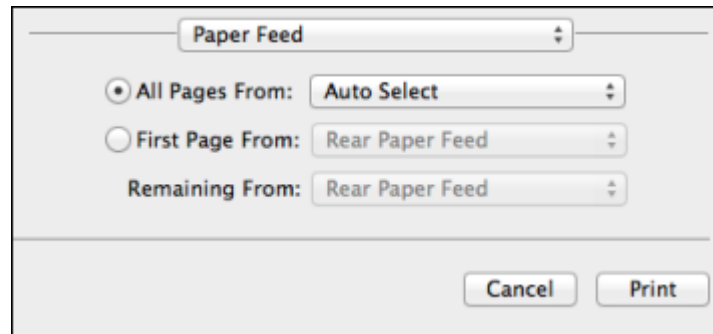 Paper Feed
All Pages From: Auto Select
First Page From: Rear Paper Feed
Remaining From: Rear Paper Feed
Cancel Print